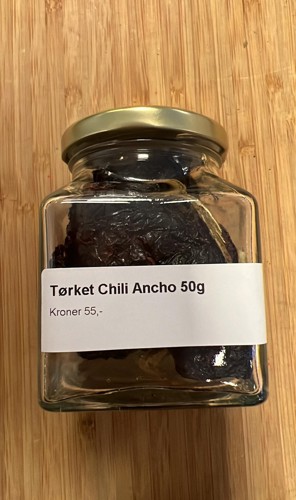 Tørket Chili Ancho 50g
Kroner 55,-